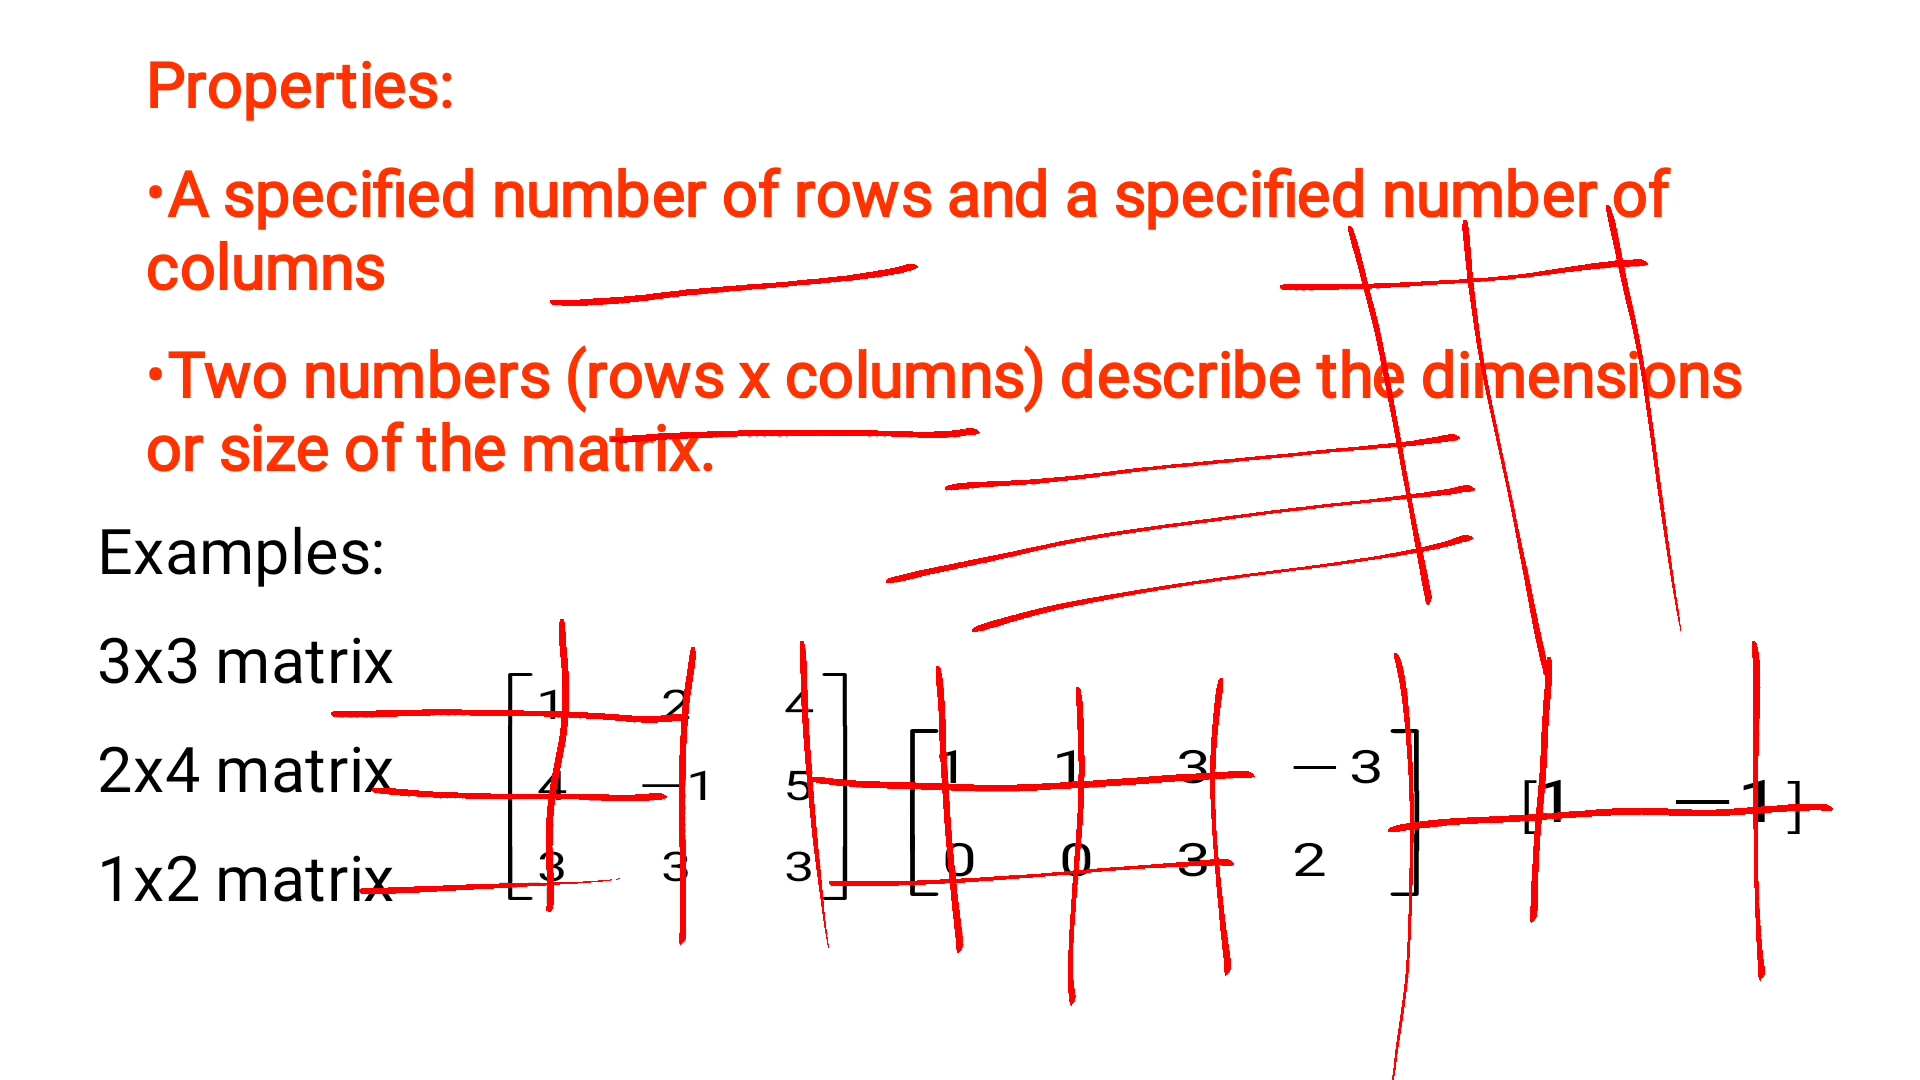 Properties:
•A specified number of rows and a specified number of
columns
•Two numbers (rows x columns) describe the dimensions
or size of the matrix.
Examples:
3x3 matrix
2x4 matrix
1x2 matrix
[1 2 4
4 −1 5
3 3 3]
[1 1 3 −3
0 0 3 2]
[1 −1]